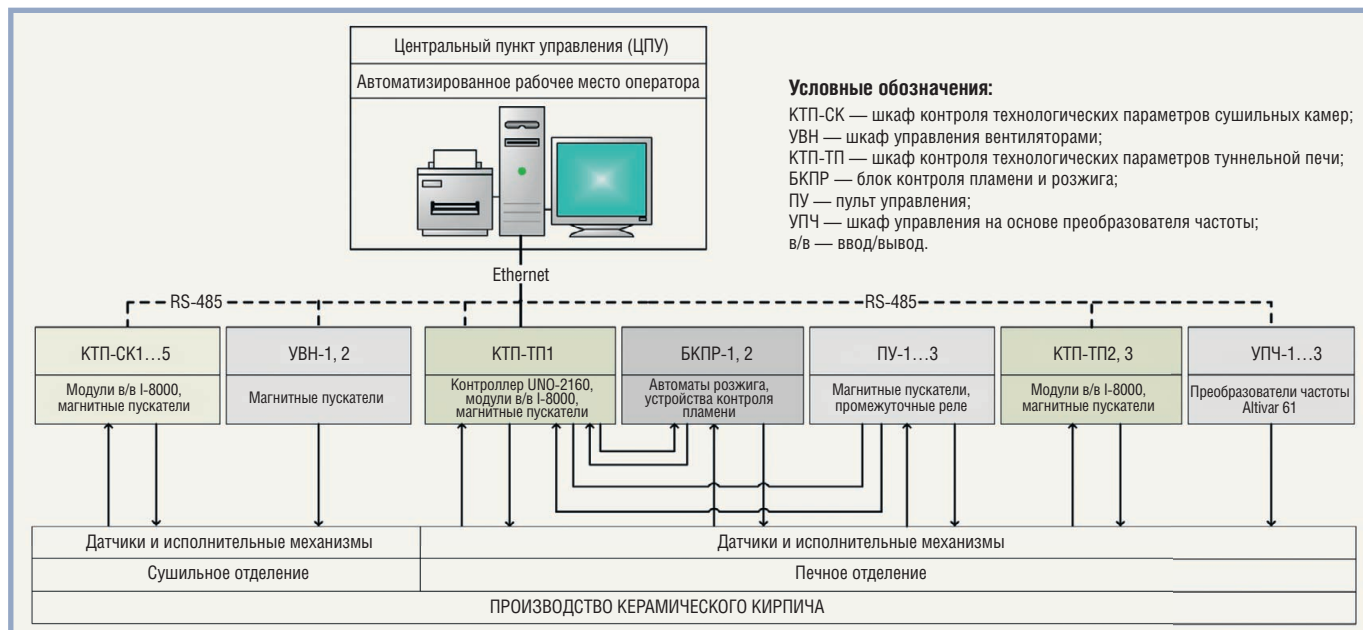 Центральный пункт управления (ЦПУ)
Автоматизированное рабочее место оператора
Условные обозначения:
КТП-СК — шкаф контроля технологических параметров сушильных камер;
УВН — шкаф управления вентиляторами;
КТП-ТП — шкаф контроля технологических параметров туннельной печи;
БКПР — блок контроля пламени и розжига;
ПУ — пульт управления;
УПЧ — шкаф управления на основе преобразователя частоты;
в/в — ввод/вывод.
Ethernet
RS-485
RS-485
КТП-СК1...5
Модули в/в I-8000,
магнитные пускатели
УВН-1, 2
Магнитные пускатели
КТП-ТП1
Контроллер UNO-2160,
модули в/в I-8000,
магнитные пускатели
БКПР-1, 2
Автоматы розжига,
устройства контроля
пламени
ПУ-1...3
Магнитные пускатели,
промежуточные реле
КТП-ТП2, 3
Модули в/в I-8000,
магнитные пускатели
УПЧ-1...3
Преобразователи частоты
Altivar 61
Датчики и исполнительные механизмы
Датчики и исполнительные механизмы
Сушильное отделение
Печное отделение
ПРОИЗВОДСТВО КЕРАМИЧЕСКОГО КИРПИЧА